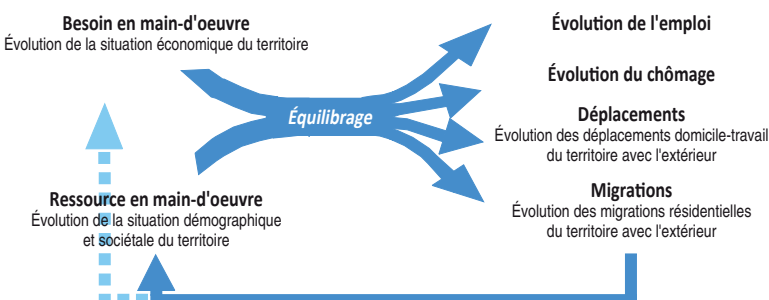 Besoin en main-d'oeuvre
Évolution de la situation économique du territoire
Ressource en main-d'oeuvre
Évolution de la situation démographique
et sociétale du territoire
Équilibrage
Évolution de l'emploi
Évolution du chômage
Déplacements
Évolution des déplacements domicile-travail
du territoire avec l'extérieur
Migrations
Évolution des migrations résidentielles
du territoire avec l'extérieur